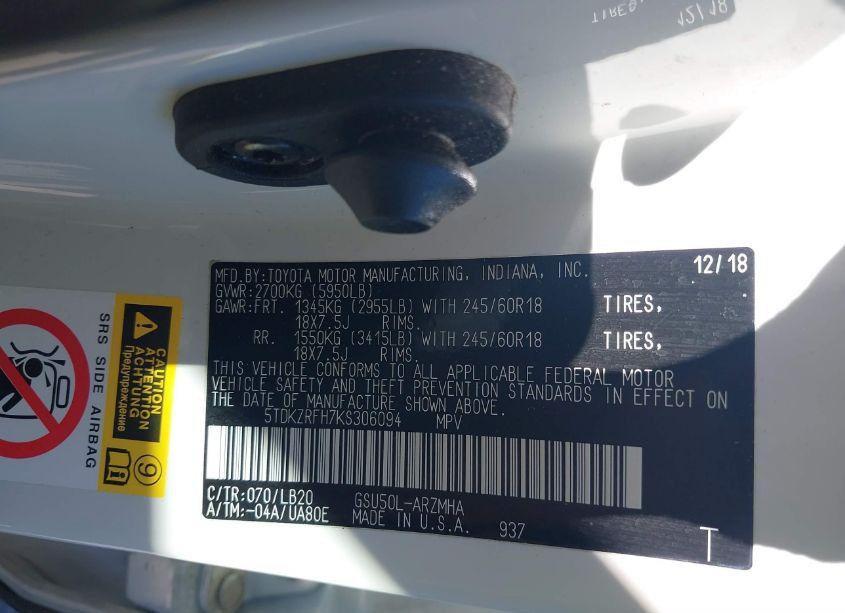 TIRES,
12/18
MFD.BY:TOYOTA MOTOR MANUFACTURING, INDIANA, INC. 12/18
GVWR:2700KG (5950LB)
GAWR:FRT. 1345KG (2955LB) WITH 245/60R18 TIRES,
18X7.5J RIMS.
RR. 1550KG (3415LB) WITH 245/60R18 TIRES,
18X7.5J RIMS.
THIS VEHICLE CONFORMS TO ALL APPLICABLE FEDERAL MOTOR
VEHICLE SAFETY AND THEFT PREVENTION STANDARDS IN EFFECT ON
THE DATE OF MANUFACTURE SHOWN ABOVE.
5TDKZRFH7KS306094 MPV
C/TR:070/LB20 GSU50L-ARZMHA
A/TM:-04A/UA80E MADE IN U.S.A. 937
T
SRS SIDE AIRBAG
CAUTION
ATTENTION
ACHTUNG
Предупреждение
9